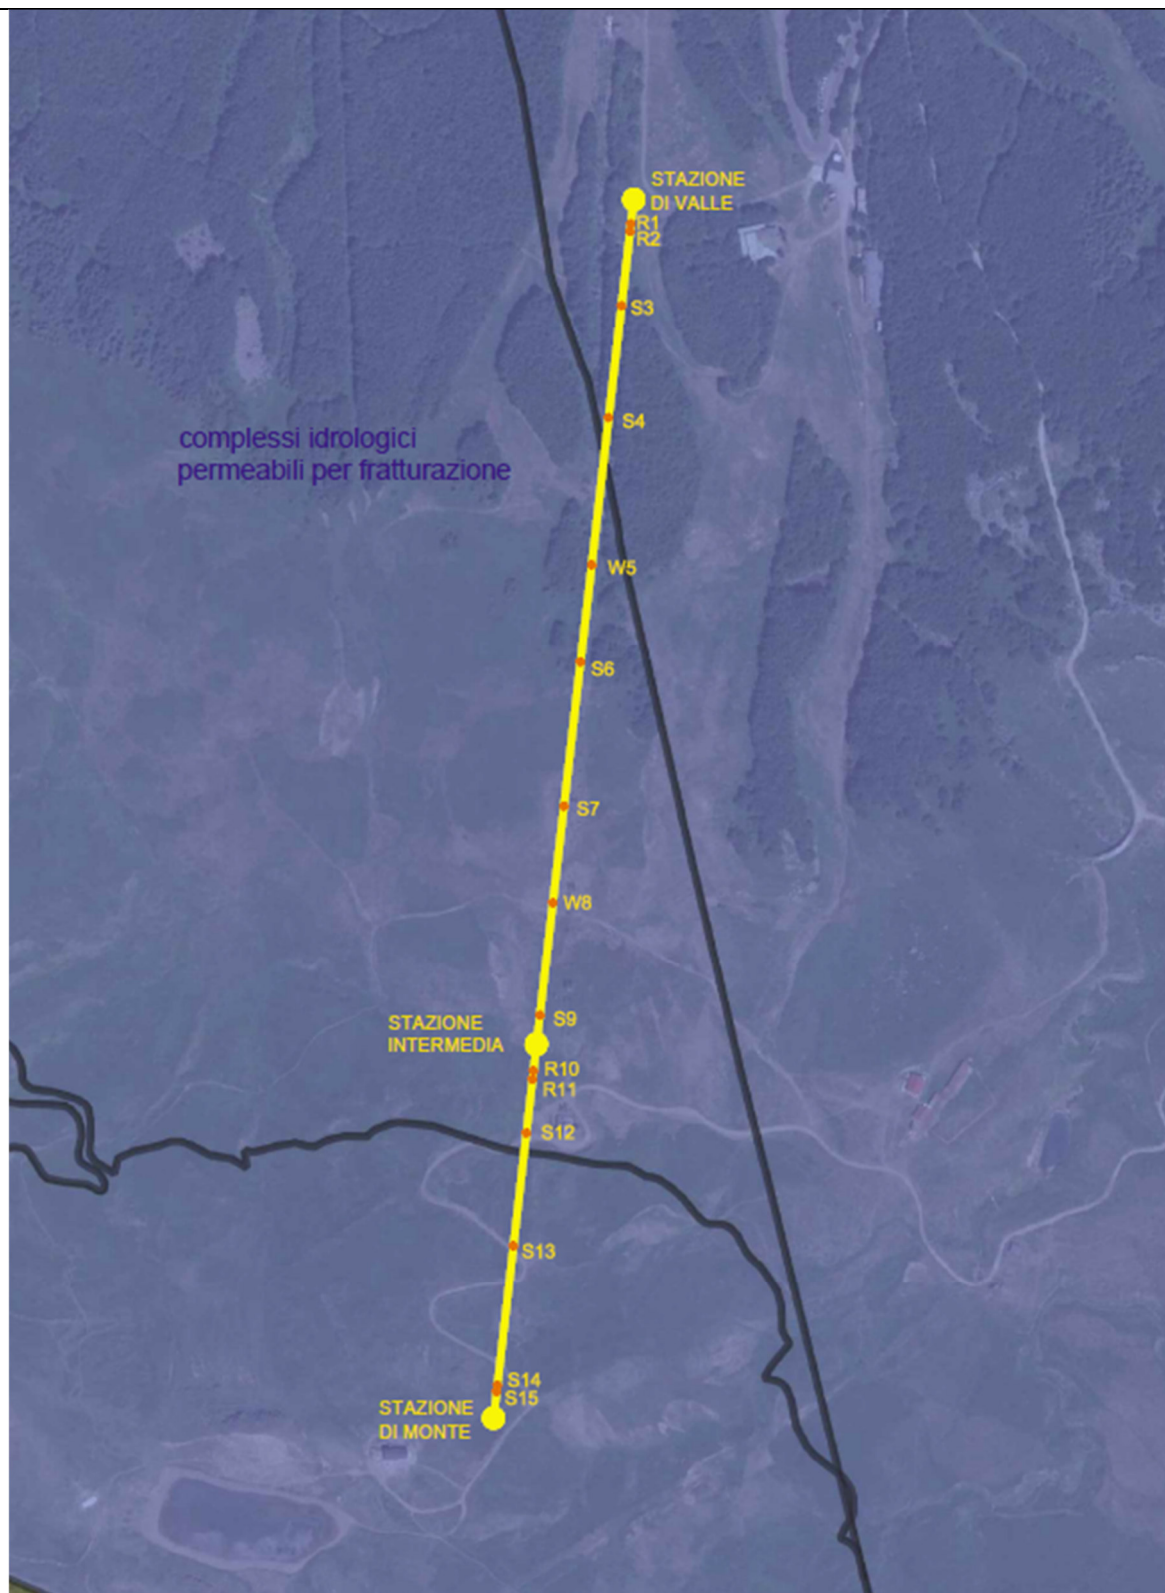 STAZIONE
DI VALLE
R1
R2
S3
S4
complessi idrologici
permeabili per fratturazione
W5
S6
S7
W8
S9
STAZIONE
INTERMEDIA
R10
R11
S12
S13
S14
S15
STAZIONE
DI MONTE